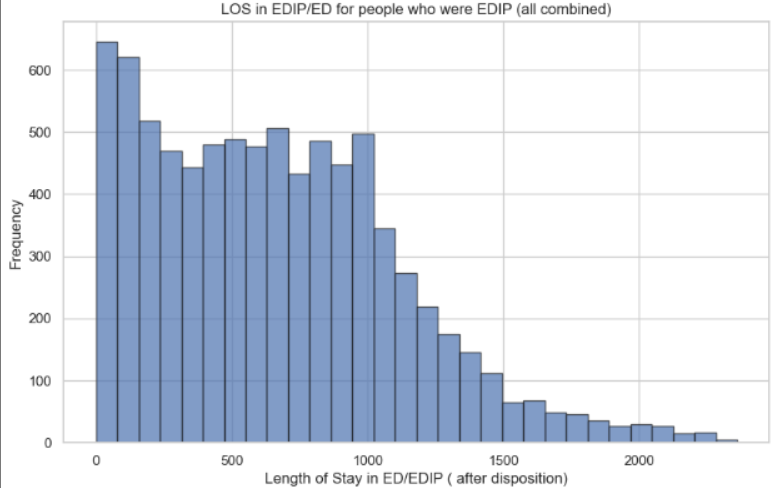 LOS in EDIP/ED for people who were EDIP (all combined)
600
500
400
300
200
100
0
Frequency
0 500 1000 1500 2000
Length of Stay in ED/EDIP ( after disposition)